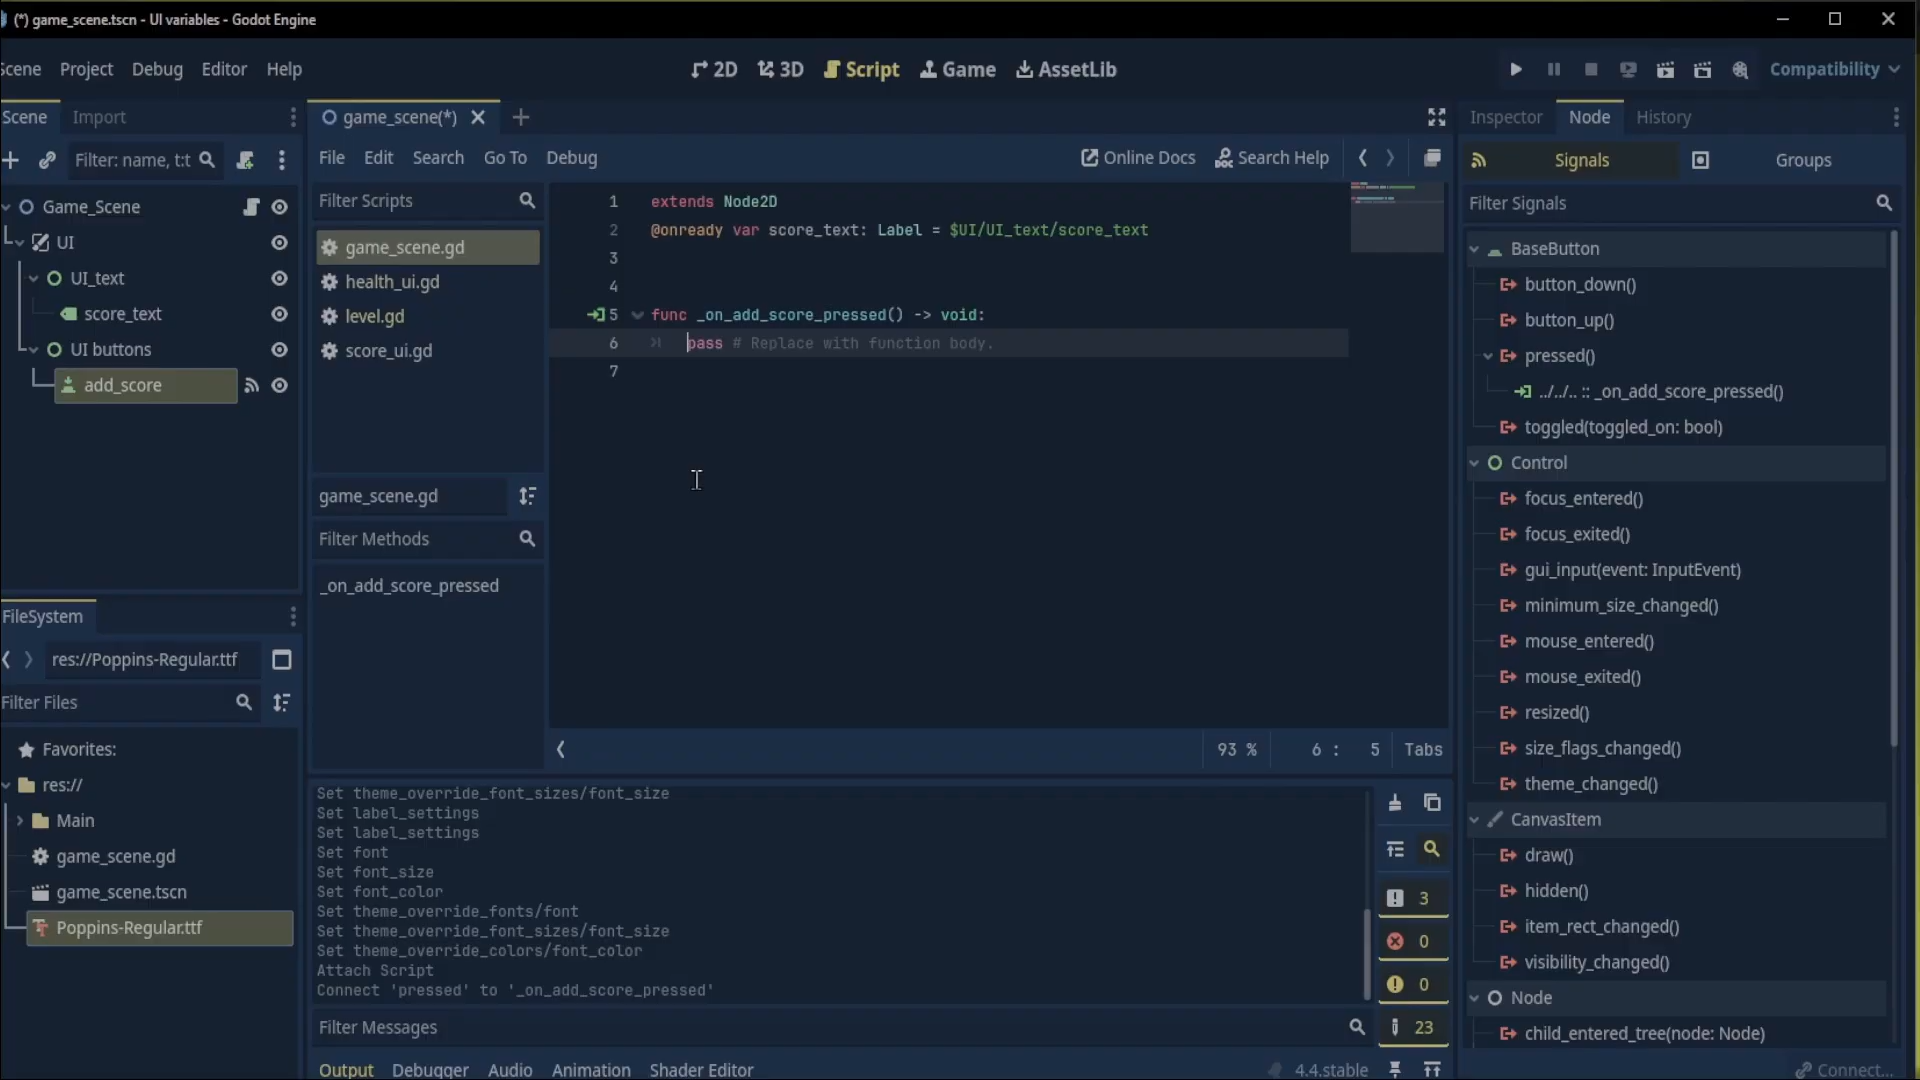 (*) game_scene.tscn - UI variables - Godot Engine
Scene Project Debug Editor Help
2D 3D Script Game AssetLib
Compatibility
Scene Import
Filter: name, t:t
Game_Scene
UI
UI_text
score_text
UI buttons
add_score
FileSystem
res://Poppins-Regular.ttf
Filter Files
Favorites:
res://
Main
game_scene.gd
game_scene.tscn
Poppins-Regular.ttf
game_scene(*)
File Edit Search Go To Debug
Online Docs Search Help
Filter Scripts
game_scene.gd
health_ui.gd
level.gd
score_ui.gd
game_scene.gd
Filter Methods
_on_add_score_pressed
1 extends Node2D
2 @onready var score_text: Label = $UI/UI_text/score_text
3
4
5 func _on_add_score_pressed() -> void:
6 pass # Replace with function body.
7
93 % 6 : 5 Tabs
Set theme_override_font_sizes/font_size
Set label_settings
Set label_settings
Set font
Set font_size
Set font_color
Set theme_override_fonts/font
Set theme_override_font_sizes/font_size
Set theme_override_colors/font_color
Attach Script
Connect 'pressed' to '_on_add_score_pressed'
3
0
0
23
Filter Messages
Output Debugger Audio Animation Shader Editor
4.4.stable
Inspector Node History
Signals Groups
Filter Signals
BaseButton
button_down()
button_up()
pressed()
../../.. :: _on_add_score_pressed()
toggled(toggled_on: bool)
Control
focus_entered()
focus_exited()
gui_input(event: InputEvent)
minimum_size_changed()
mouse_entered()
mouse_exited()
resized()
size_flags_changed()
theme_changed()
CanvasItem
draw()
hidden()
item_rect_changed()
visibility_changed()
Node
child_entered_tree(node: Node)
Connect...